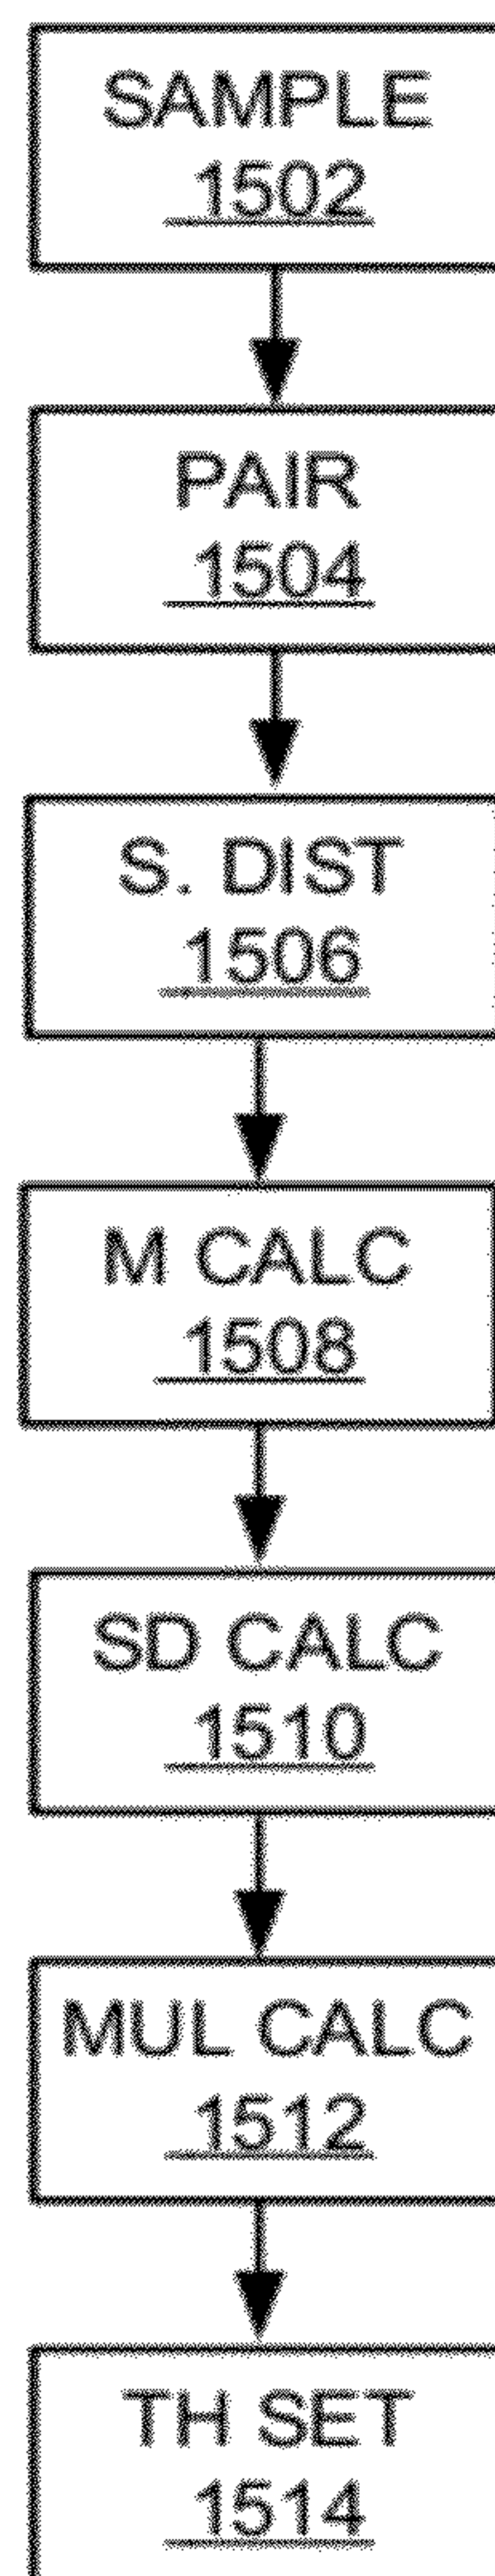 SAMPLE
1502
PAIR
1504
S. DIST
1506
M CALC
1508
SD CALC
1510
MUL CALC
1512
TH SET
1514